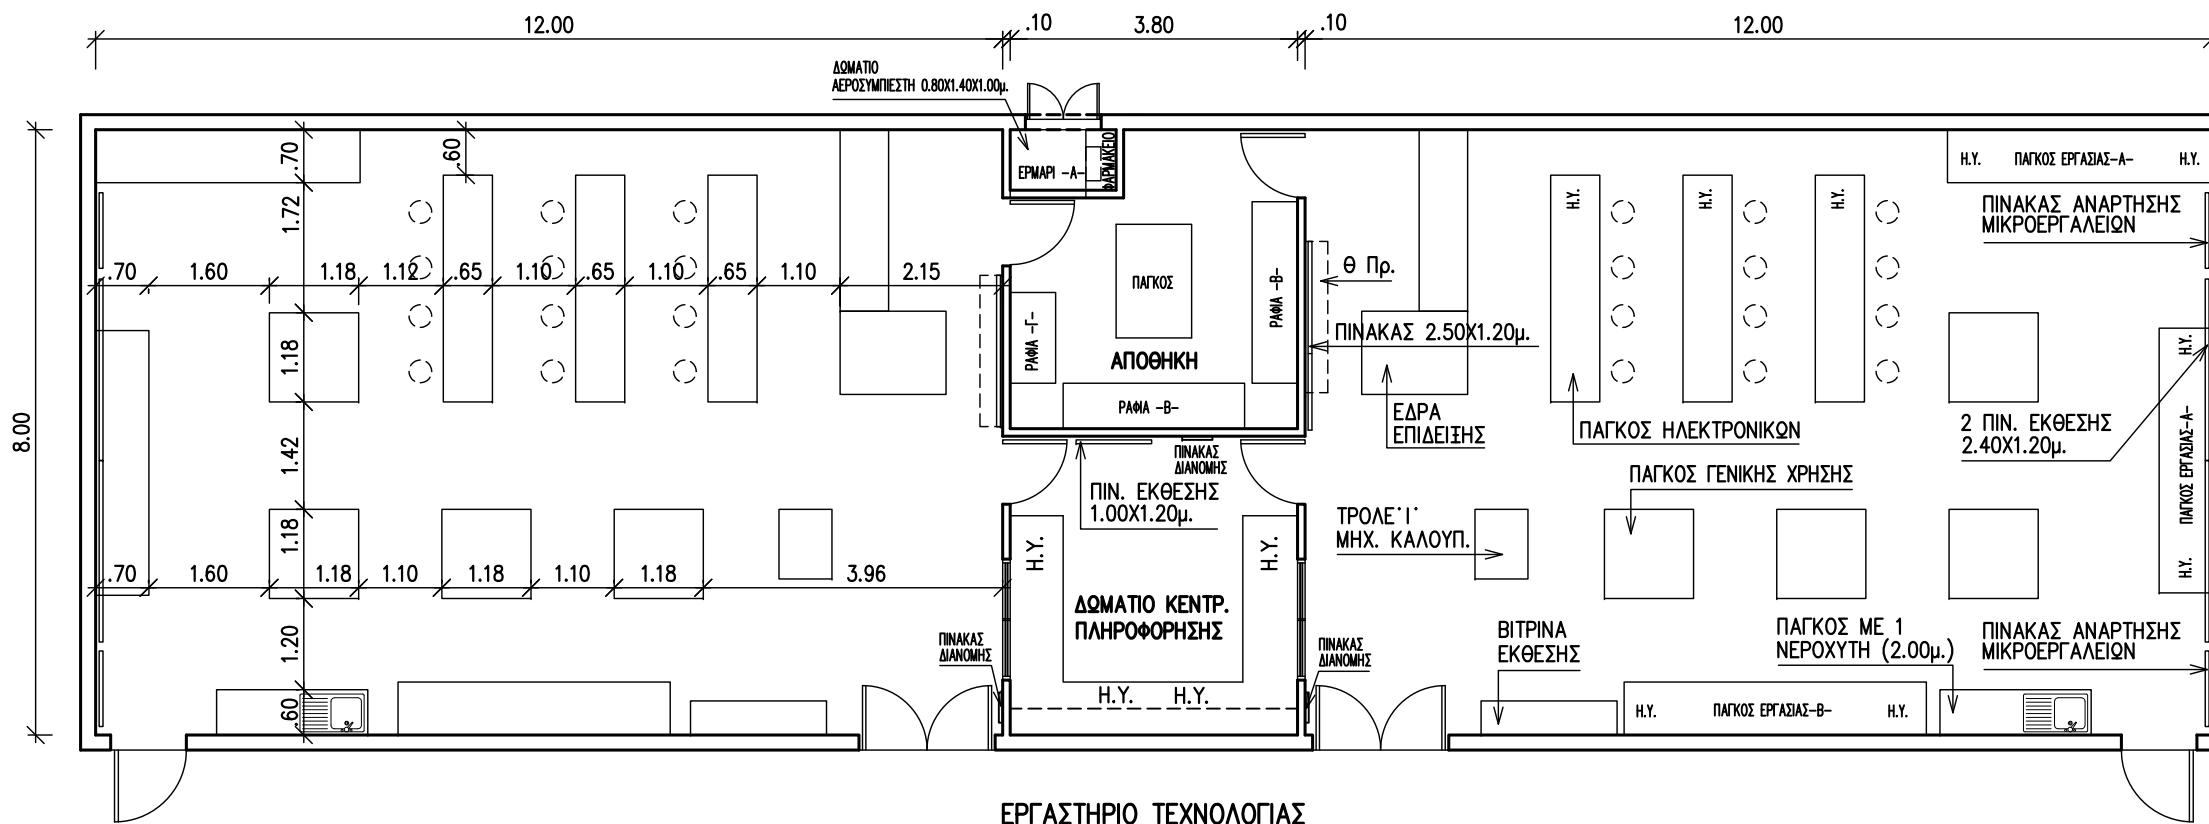 12.00
.10
3.80
.10
12.00
ΔΩΜΑΤΙΟ
ΑΕΡΟΣΥΜΠΙΕΣΤΗ 0.80X1.40X1.00μ.
8.00
.70
1.72
1.18
1.42
1.18
1.20
.60
.60
.70
1.60
1.18
1.12
.65
1.10
.65
1.10
.65
1.10
2.15
.70
1.60
1.18
1.10
1.18
1.10
1.18
3.96
ΕΡΜΑΡΙ -Α-
ΦΑΡΜΑΚΕΙΟ
ΠΑΓΚΟΣ
ΡΑΦΙΑ -Β-
ΡΑΦΙΑ -Γ-
ΑΠΟΘΗΚΗ
ΡΑΦΙΑ -Β-
ΠΙΝΑΚΑΣ
ΔΙΑΝΟΜΗΣ
ΠΙΝ. ΕΚΘΕΣΗΣ
1.00X1.20μ.
Η.Υ.
Η.Υ.
ΔΩΜΑΤΙΟ ΚΕΝΤΡ.
ΠΛΗΡΟΦΟΡΗΣΗΣ
Η.Υ.
Η.Υ.
ΠΙΝΑΚΑΣ
ΔΙΑΝΟΜΗΣ
ΠΙΝΑΚΑΣ
ΔΙΑΝΟΜΗΣ
Θ Πρ.
ΠΙΝΑΚΑΣ 2.50X1.20μ.
ΕΔΡΑ
ΕΠΙΔΕΙΞΗΣ
Η.Υ.
Η.Υ.
Η.Υ.
ΠΑΓΚΟΣ ΗΛΕΚΤΡΟΝΙΚΩΝ
ΠΑΓΚΟΣ ΓΕΝΙΚΗΣ ΧΡΗΣΗΣ
ΤΡΟΛΕ'Ι'
ΜΗΧ. ΚΑΛΟΥΠ.
Η.Υ.
ΠΑΓΚΟΣ ΕΡΓΑΣΙΑΣ-Α-
Η.Υ.
ΠΙΝΑΚΑΣ ΑΝΑΡΤΗΣΗΣ
ΜΙΚΡΟΕΡΓΑΛΕΙΩΝ
2 ΠΙΝ. ΕΚΘΕΣΗΣ
2.40X1.20μ.
Η.Υ.
ΠΑΓΚΟΣ ΕΡΓΑΣΙΑΣ-Α-
Η.Υ.
ΒΙΤΡΙΝΑ
ΕΚΘΕΣΗΣ
ΠΑΓΚΟΣ ΜΕ 1
ΝΕΡΟΧΥΤΗ (2.00μ.)
ΠΙΝΑΚΑΣ ΑΝΑΡΤΗΣΗΣ
ΜΙΚΡΟΕΡΓΑΛΕΙΩΝ
Η.Υ.
ΠΑΓΚΟΣ ΕΡΓΑΣΙΑΣ-Β-
Η.Υ.
ΕΡΓΑΣΤΗΡΙΟ ΤΕΧΝΟΛΟΓΙΑΣ